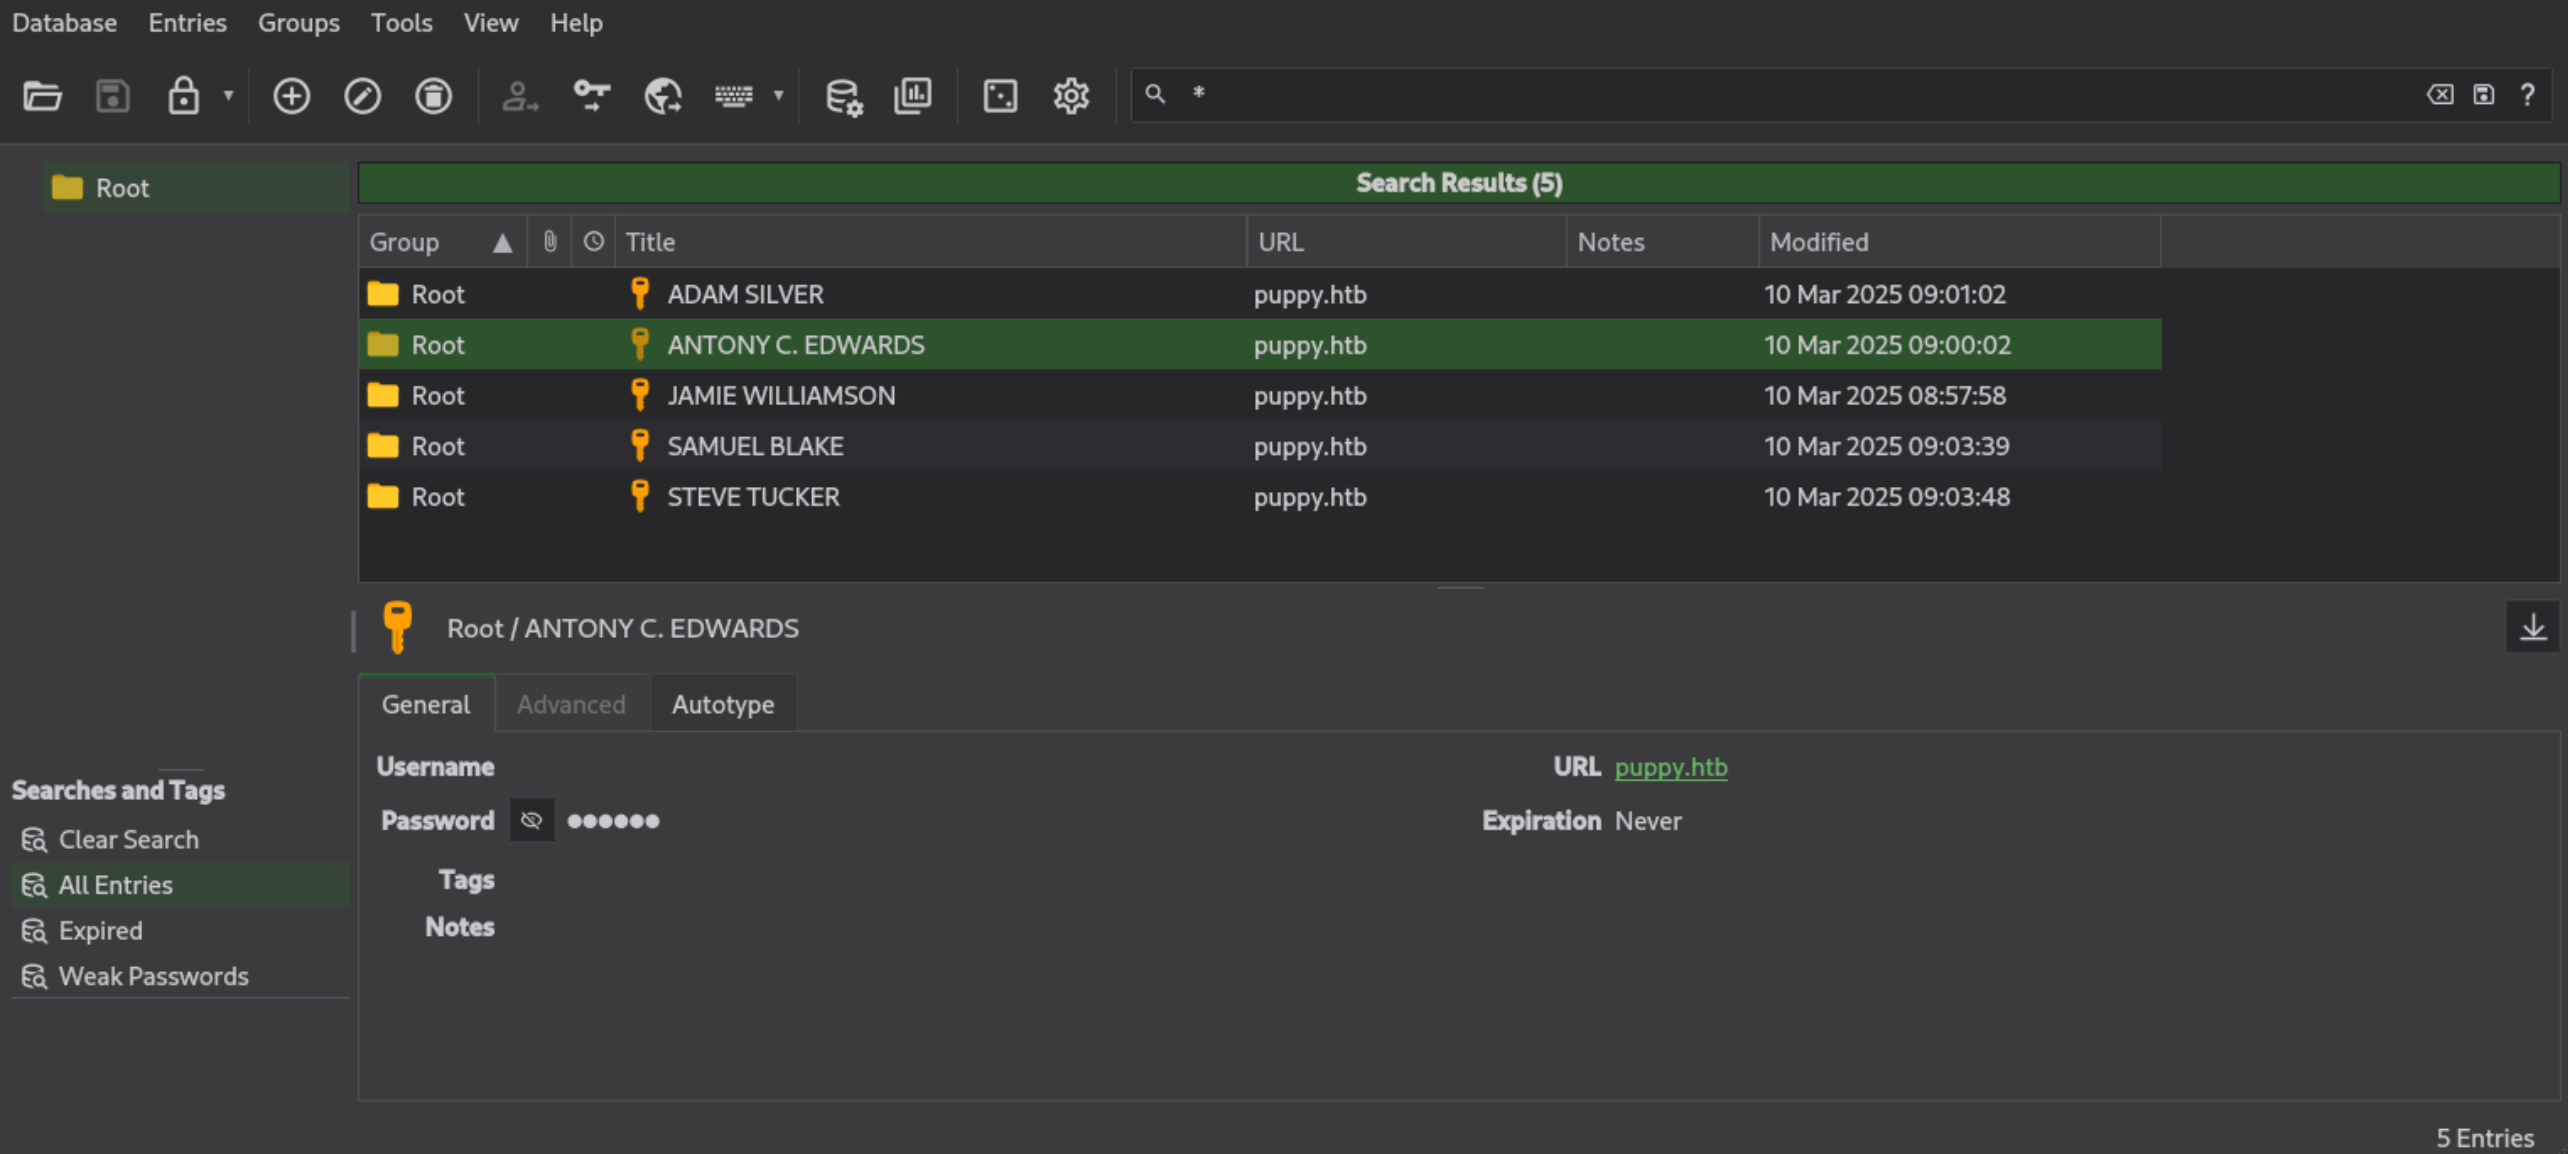 Database Entries Groups Tools View Help
*
?
Root
Search Results (5)
Group Title URL Notes Modified
Root ADAM SILVER puppy.htb 10 Mar 2025 09:01:02
Root ANTONY C. EDWARDS puppy.htb 10 Mar 2025 09:00:02
Root JAMIE WILLIAMSON puppy.htb 10 Mar 2025 08:57:58
Root SAMUEL BLAKE puppy.htb 10 Mar 2025 09:03:39
Root STEVE TUCKER puppy.htb 10 Mar 2025 09:03:48
Root / ANTONY C. EDWARDS
General Advanced Autotype
Username URL puppy.htb
Password ●●●●●● Expiration Never
Tags
Notes
Searches and Tags
Clear Search
All Entries
Expired
Weak Passwords
5 Entries